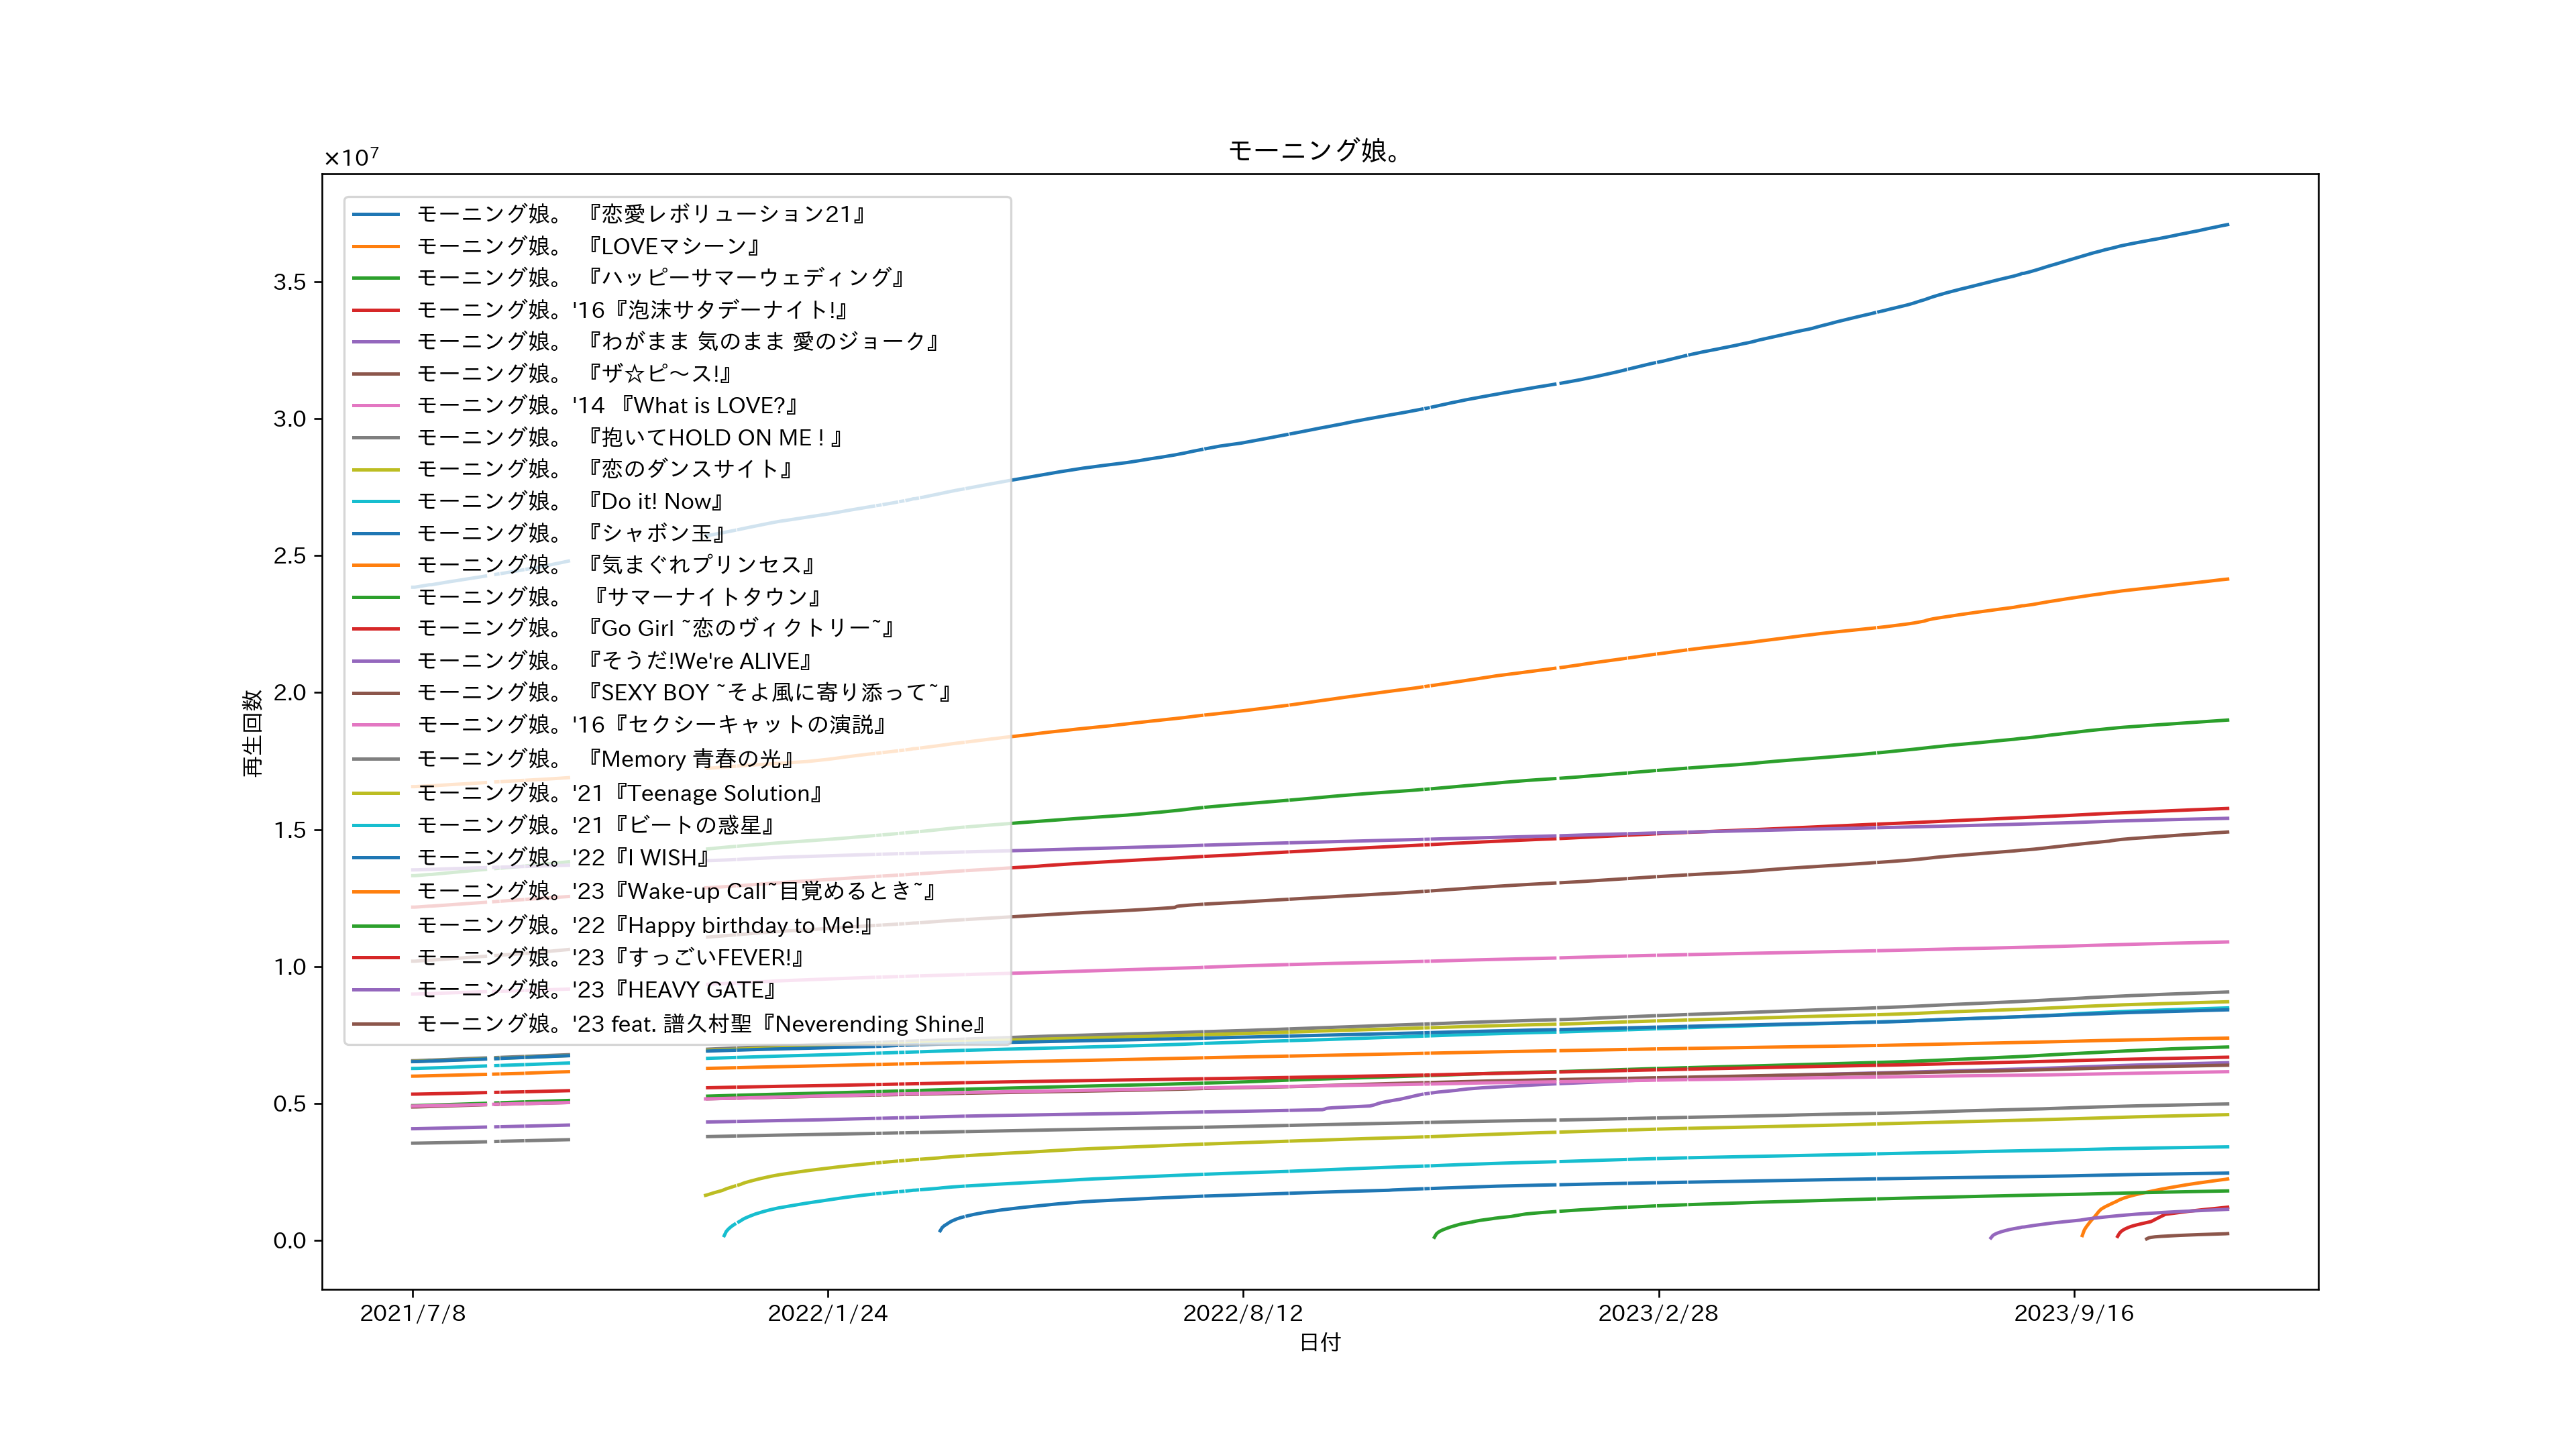 モーニング娘。
×10⁷
モーニング娘。 『恋愛レボリューション21』
モーニング娘。 『LOVEマシーン』
モーニング娘。 『ハッピーサマーウェディング』
モーニング娘。'16『泡沫サタデーナイト!』
モーニング娘。 『わがまま 気のまま 愛のジョーク』
モーニング娘。 『ザ☆ピ〜ス!』
モーニング娘。'14 『What is LOVE?』
モーニング娘。 『抱いてHOLD ON ME ! 』
モーニング娘。 『恋のダンスサイト』
モーニング娘。 『Do it! Now』
モーニング娘。 『シャボン玉』
モーニング娘。 『気まぐれプリンセス』
モーニング娘。 『サマーナイトタウン』
モーニング娘。 『Go Girl ~恋のヴィクトリー~』
モーニング娘。 『そうだ!We're ALIVE』
モーニング娘。 『SEXY BOY ~そよ風に寄り添って~』
モーニング娘。'16『セクシーキャットの演説』
モーニング娘。 『Memory 青春の光』
モーニング娘。'21『Teenage Solution』
モーニング娘。'21『ビートの惑星』
モーニング娘。'22『I WISH』
モーニング娘。'23『Wake-up Call~目覚めるとき~』
モーニング娘。'22『Happy birthday to Me!』
モーニング娘。'23『すっごいFEVER!』
モーニング娘。'23『HEAVY GATE』
モーニング娘。'23 feat. 譜久村聖『Neverending Shine』
3.5
3.0
2.5
2.0
1.5
1.0
0.5
0.0
再生回数
2021/7/8
2022/1/24
2022/8/12
2023/2/28
2023/9/16
日付